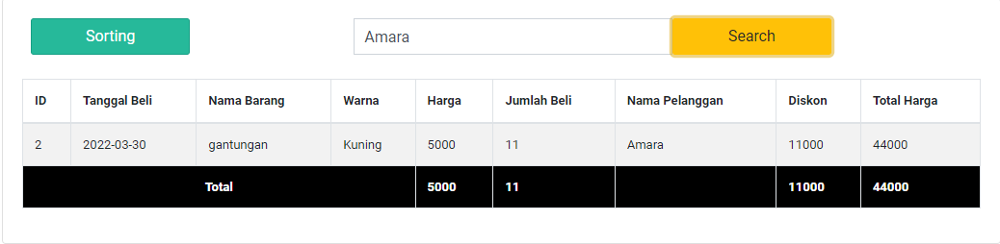 Sorting Amara Search
ID Tanggal Beli Nama Barang Warna Harga Jumlah Beli Nama Pelanggan Diskon Total Harga
2 2022-03-30 gantungan Kuning 5000 11 Amara 11000 44000
Total 5000 11 11000 44000